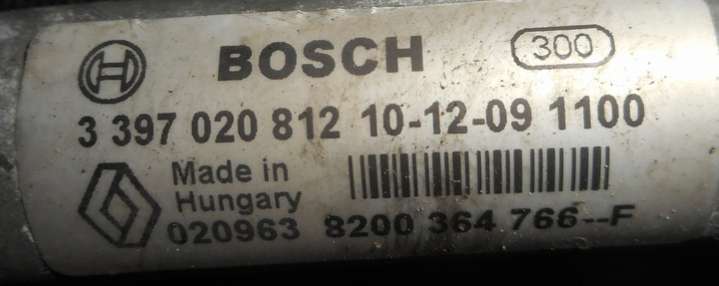 BOSCH 300
3 397 020 812 10-12-09 1100
Made in
Hungary
020963 8200 364 766--F